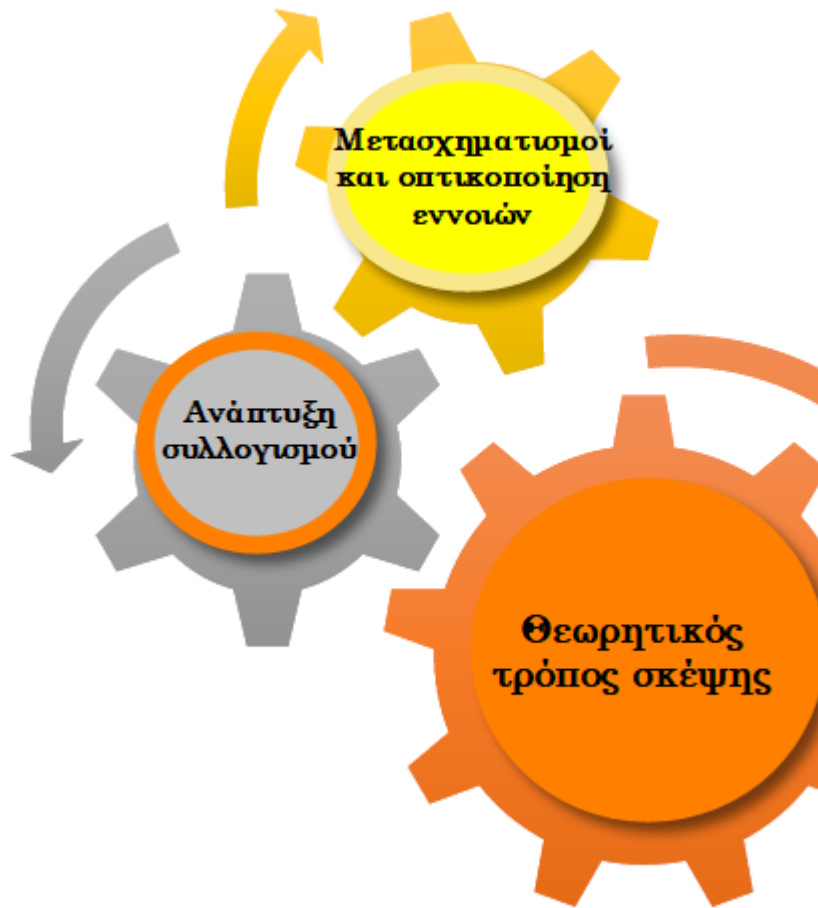 Μετασχηματισμοί
και οπτικοποίηση
εννοιών
Ανάπτυξη
συλλογισμού
Θεωρητικός
τρόπος σκέψης